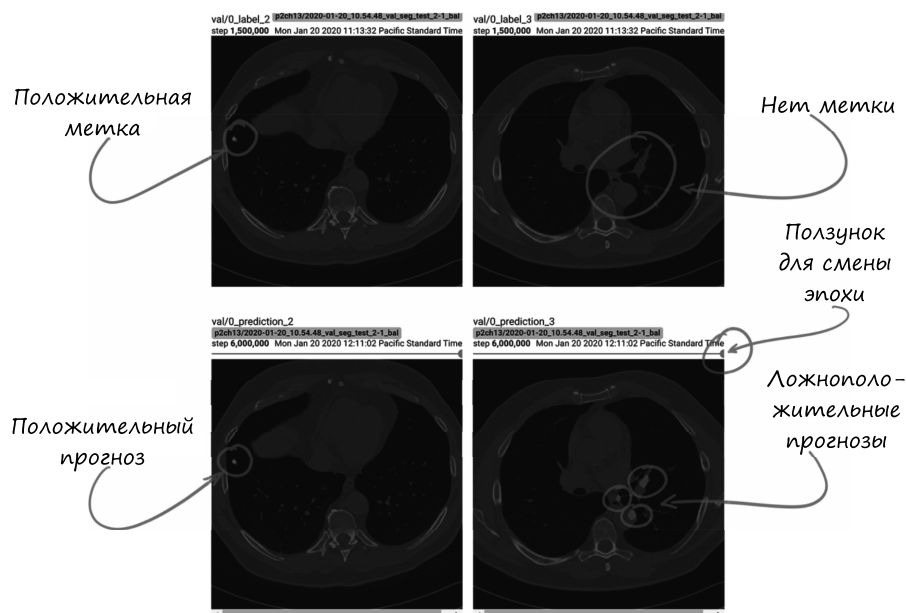 val/0_label_2 p2ch13/2020-01-20_10.54.48_val_seg_test_2-1_bal
step 1,500,000 Mon Jan 20 2020 11:13:32 Pacific Standard Time
val/0_label_3 p2ch13/2020-01-20_10.54.48_val_seg_test_2-1_bal
step 1,500,000 Mon Jan 20 2020 11:13:32 Pacific Standard Time
Положительная
метка
Нет метки
Ползунок
для смены
эпохи
val/0_prediction_2
p2ch13/2020-01-20_10.54.48_val_seg_test_2-1_bal
step 6,000,000 Mon Jan 20 2020 12:11:02 Pacific Standard Time
val/0_prediction_3
p2ch13/2020-01-20_10.54.48_val_seg_test_2-1_bal
step 6,000,000 Mon Jan 20 2020 12:11:02 Pacific Standard Time
Положительный
прогноз
Ложнополо-
жительные
прогнозы